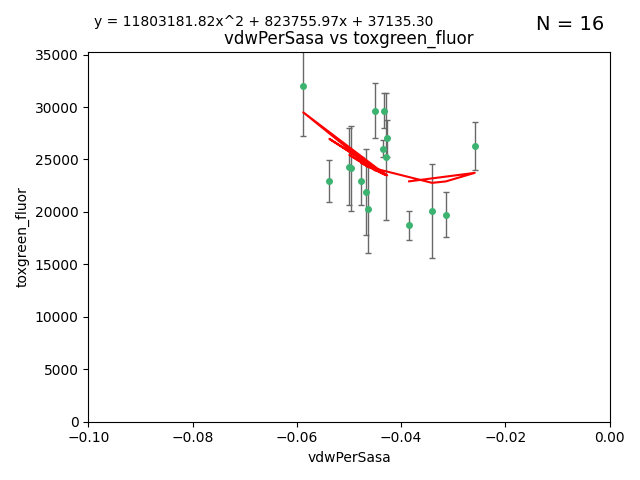 y = 11803181.82x^2 + 823755.97x + 37135.30
N = 16
vdwPerSasa vs toxgreen_fluor
35000
30000
25000
20000
15000
10000
5000
0
toxgreen_fluor
−0.10
−0.08
−0.06
−0.04
−0.02
0.00
vdwPerSasa